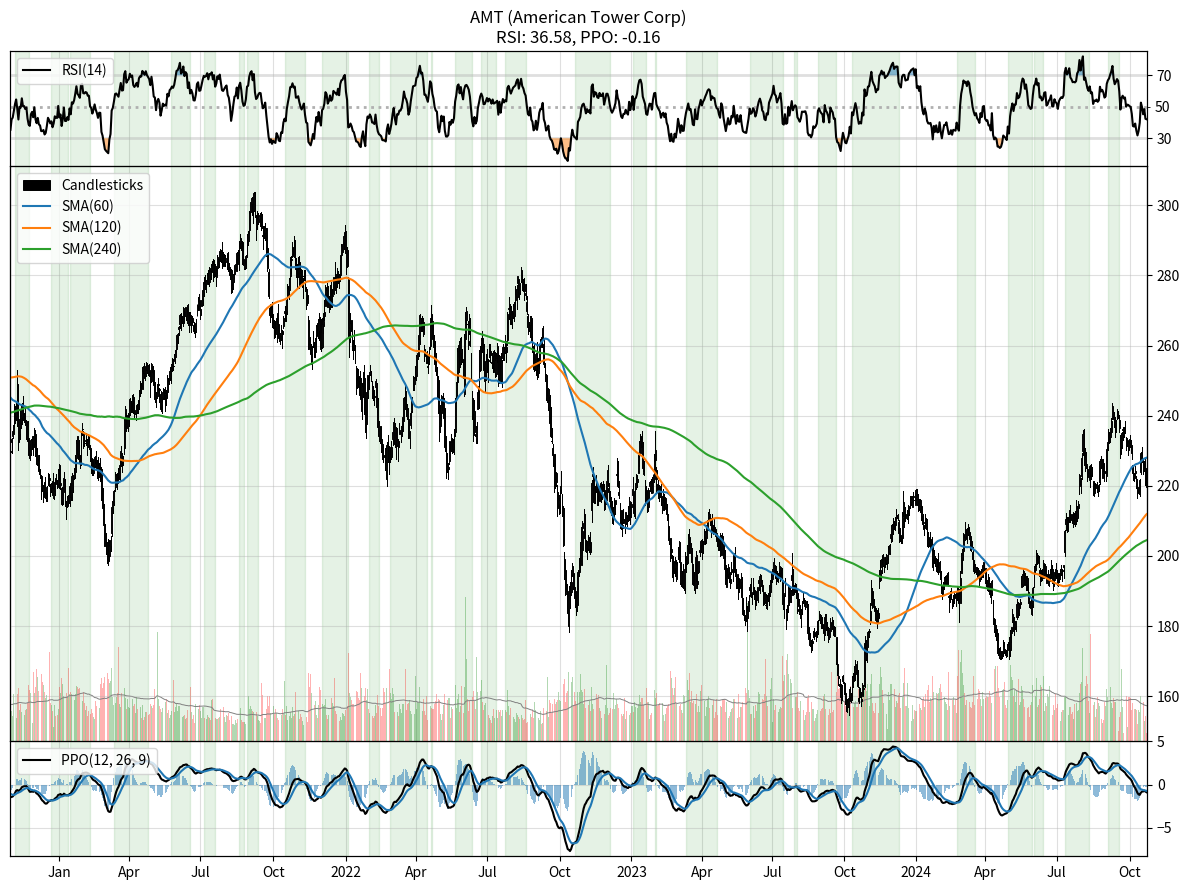 AMT (American Tower Corp)
RSI: 36.58, PPO: -0.16
RSI(14)
70
50
30
Candlesticks
SMA(60)
SMA(120)
SMA(240)
300
280
260
240
220
200
180
160
PPO(12, 26, 9)
5
0
−5
Jan Apr Jul Oct 2022 Apr Jul Oct 2023 Apr Jul Oct 2024 Apr Jul Oct